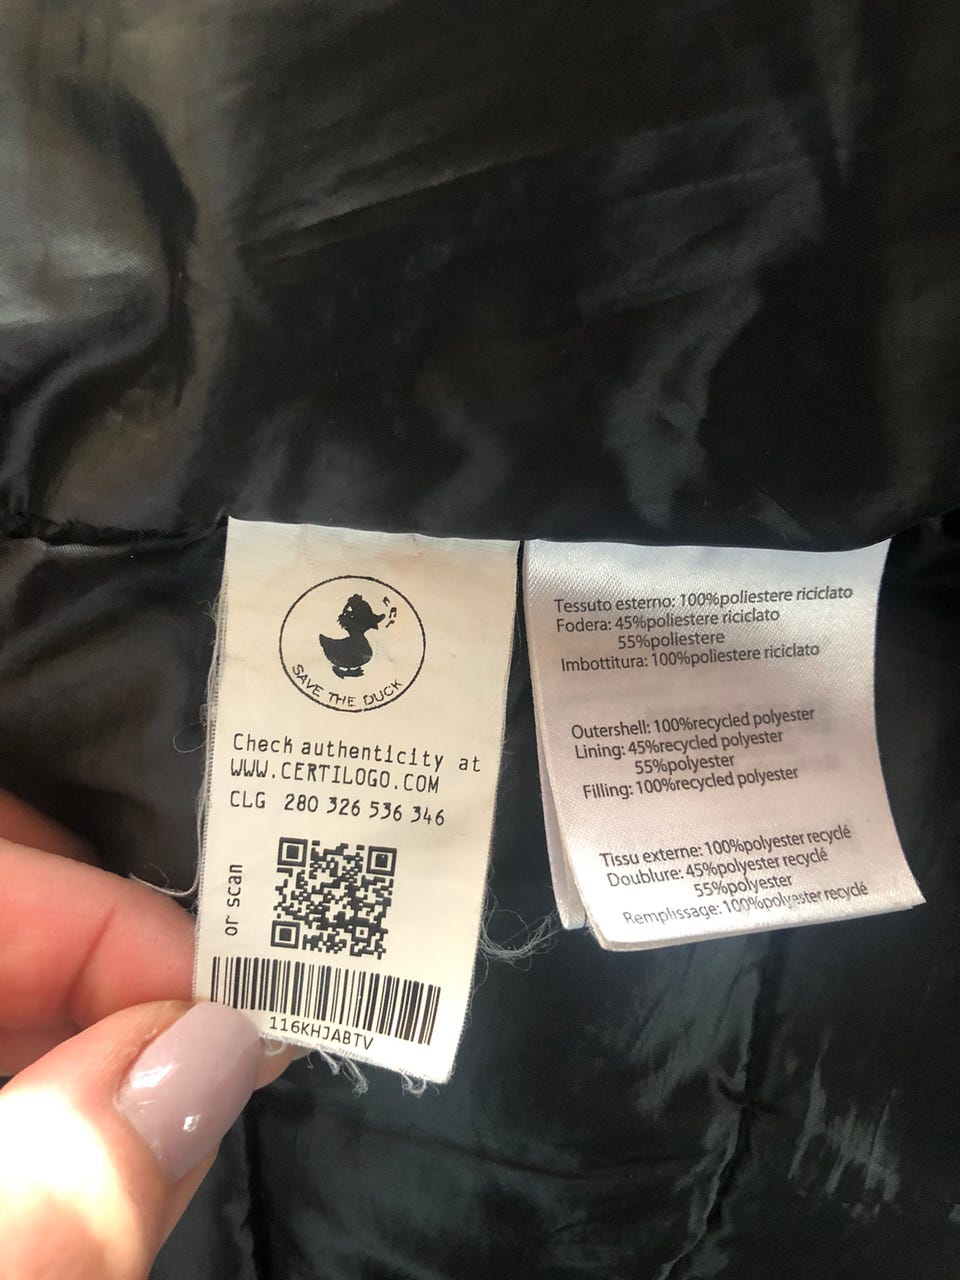 SAVE THE DUCK
Check authenticity at
WWW.CERTILOGO.COM
CLG 280 326 536 346
or scan
116KHJABTV
Tessuto esterno: 100%poliestere riciclato
Fodera: 45%poliestere riciclato
55%poliestere
Imbottitura: 100%poliestere riciclato
Outershell: 100%recycled polyester
Lining: 45%recycled polyester
55%polyester
Filling: 100%recycled polyester
Tissu externe: 100%polyester recyclé
Doublure: 45%polyester recyclé
55%polyester
Remplissage: 100%polyester recyclé